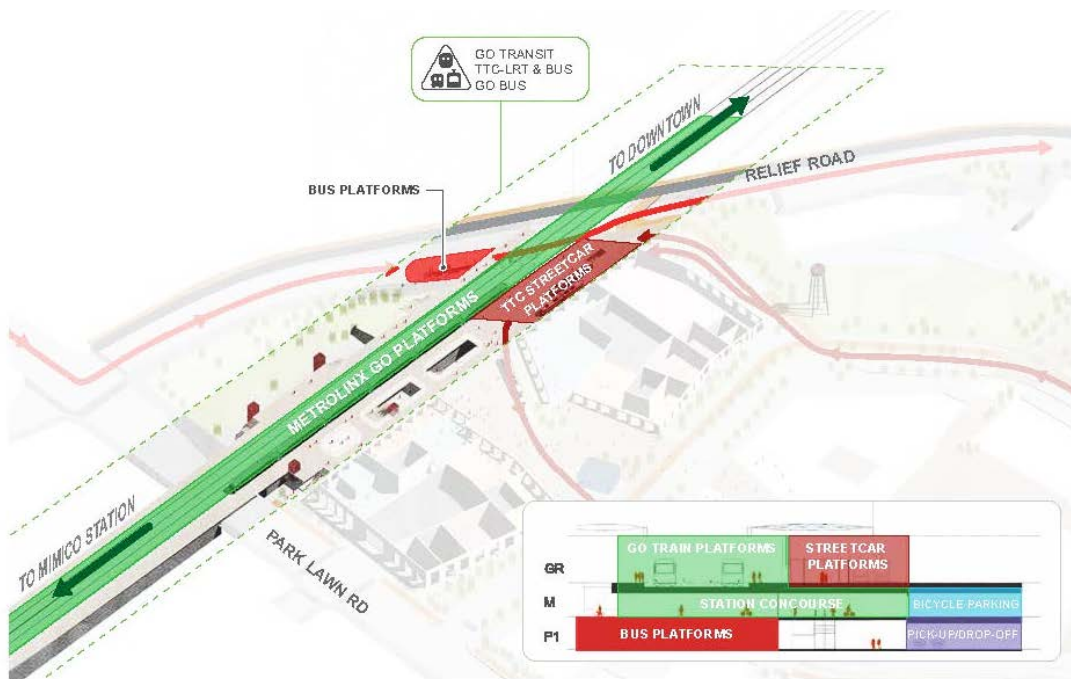 GO TRANSIT
TTC-LRT & BUS
GO BUS
TO DOWNTOWN
RELIEF ROAD
BUS PLATFORMS
TTC STREETCAR
PLATFORMS
METROLINX GO PLATFORMS
TO MIMICO STATION
PARK LAWN RD
GO TRAIN PLATFORMS
STREETCAR
PLATFORMS
GR
M
STATION CONCOURSE
BICYCLE PARKING
P1
BUS PLATFORMS
PICK-UP/DROP-OFF